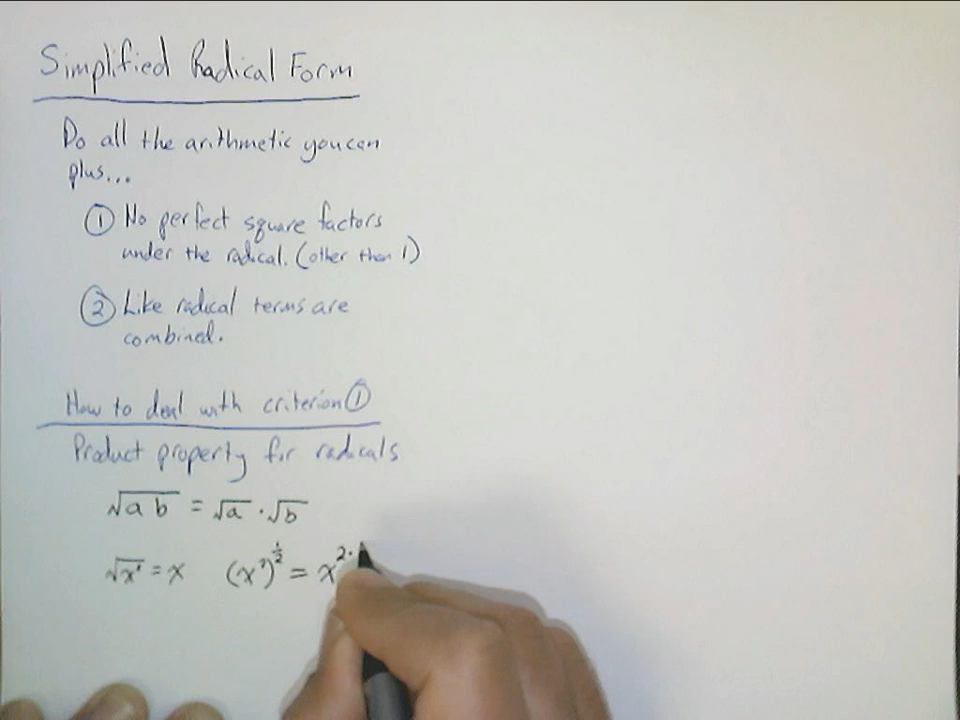 Simplified Radical Form
Do all the arithmetic you can
plus...
① No perfect square factors
under the radical. (other than 1)
② Like radical terms are
combined.
How to deal with criterion ①
Product property for radicals
√ab = √a · √b
√x² = x (x²)^½ = x^2·